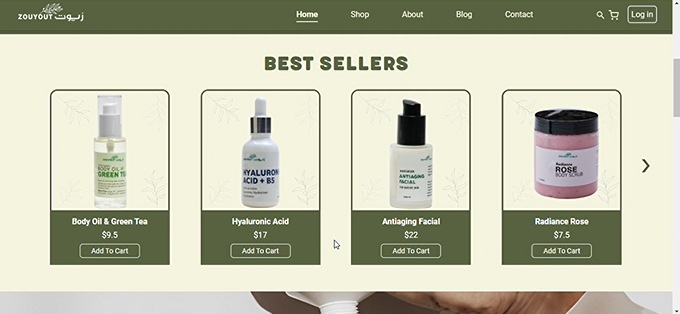 ZOUYOUT زيوت
Home Shop About Blog Contact Log in
BEST SELLERS
BODY OIL
GREEN TEA
HYALURON
ACID + B5
ANTIAGING
FACIAL
Radiance
ROSE
BODY SCRUB
Body Oil & Green Tea
$9.5
Add To Cart
Hyaluronic Acid
$17
Add To Cart
Antiaging Facial
$22
Add To Cart
Radiance Rose
$7.5
Add To Cart